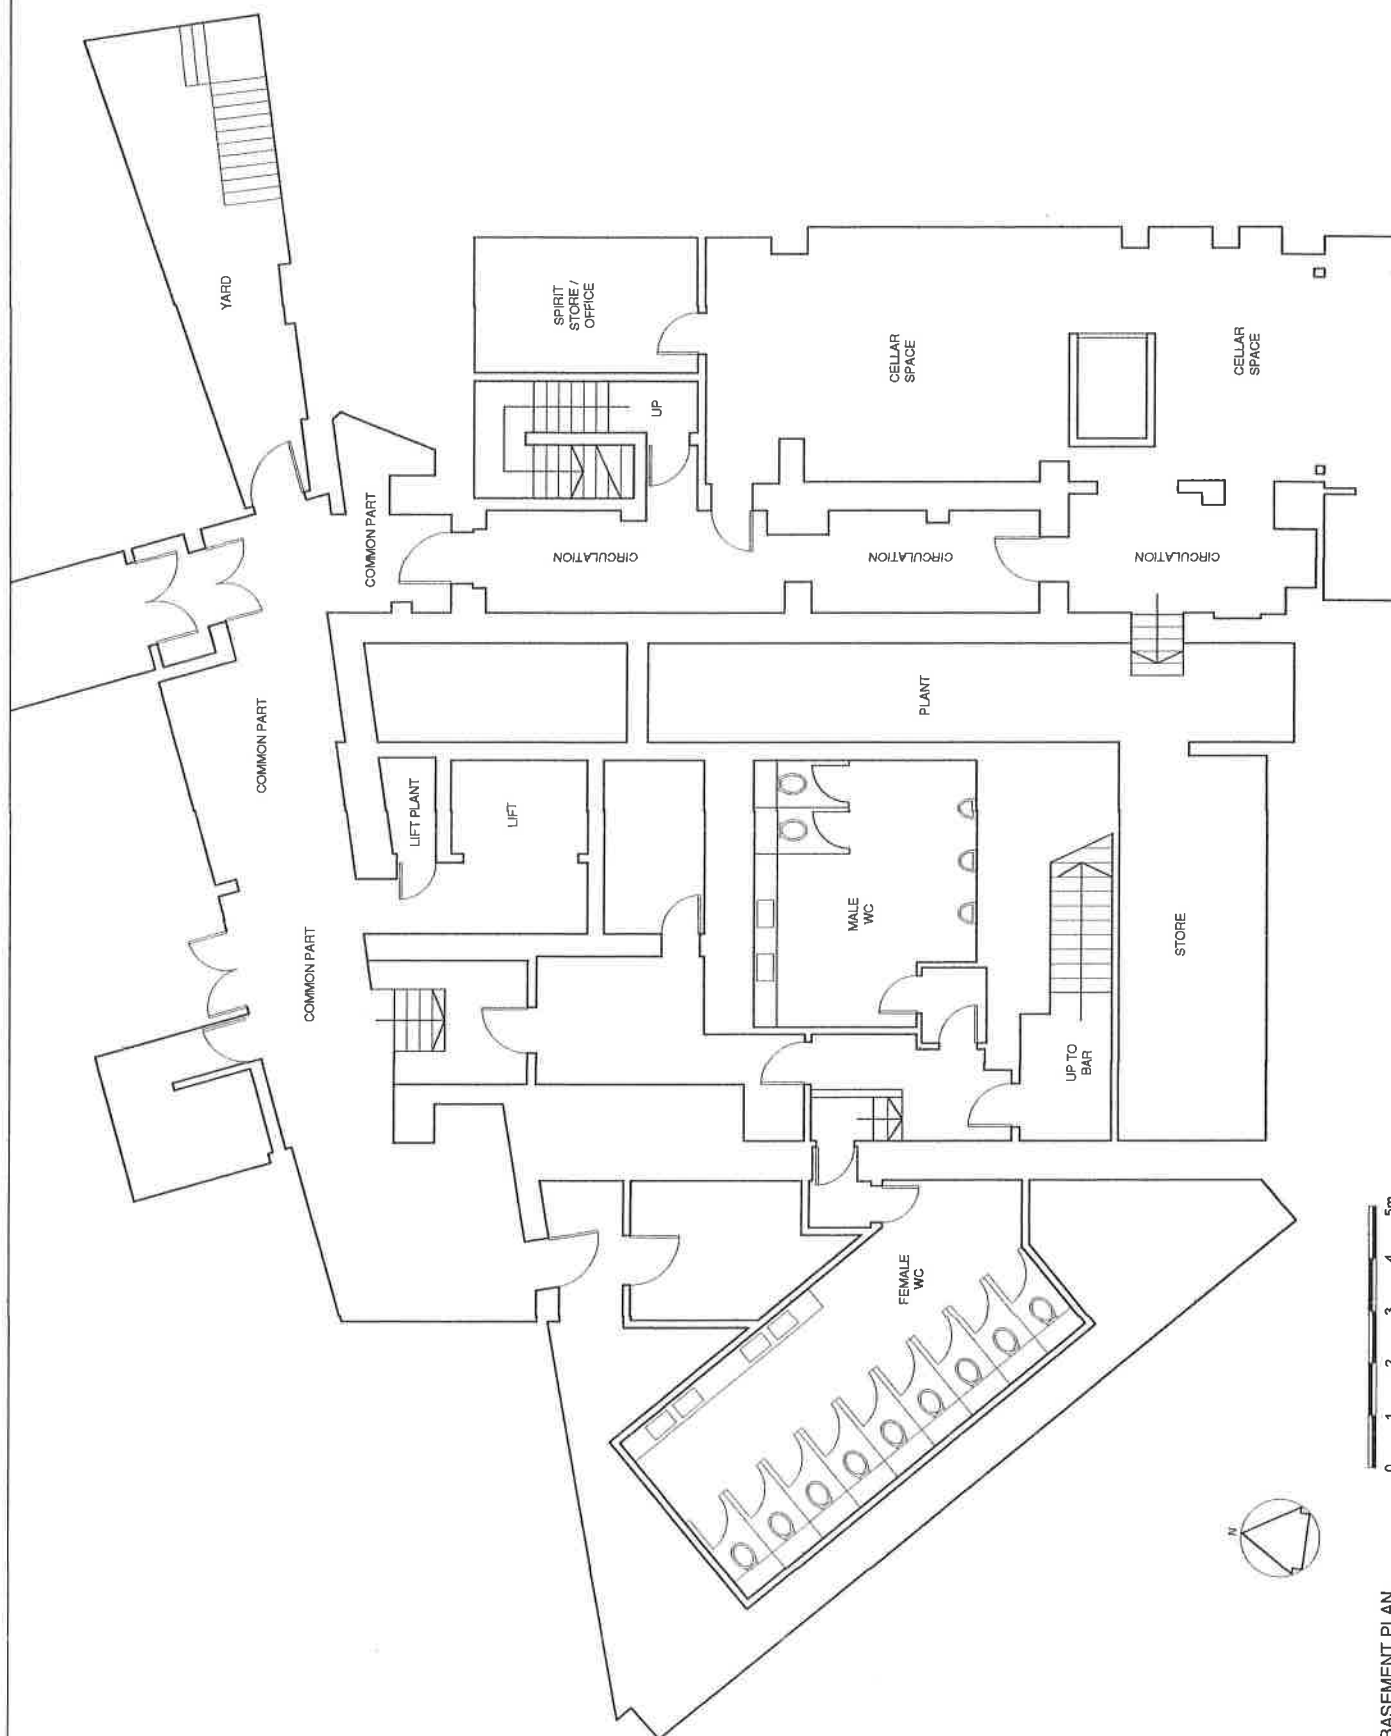 YARD
SPIRIT
STORE /
OFFICE
UP
CELLAR
SPACE
CELLAR
SPACE
COMMON PART
CIRCULATION
CIRCULATION
CIRCULATION
COMMON PART
PLANT
LIFT PLANT
LIFT
COMMON PART
MALE
WC
STORE
UP TO
BAR
FEMALE
WC
N
0 1 2 3 4 5m
BASEMENT PLAN